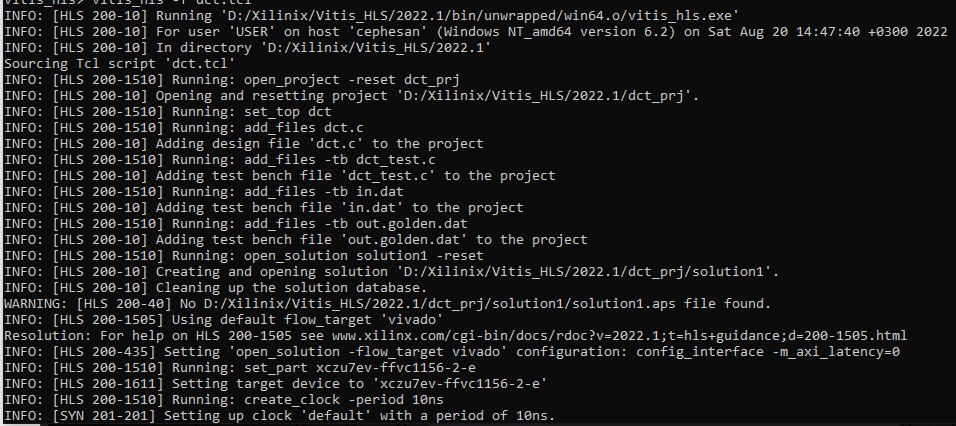 vitis_hls> vitis_hls -f dct.tcl
INFO: [HLS 200-10] Running 'D:/Xilinix/Vitis_HLS/2022.1/bin/unwrapped/win64.o/vitis_hls.exe'
INFO: [HLS 200-10] For user 'USER' on host 'cephesan' (Windows NT_amd64 version 6.2) on Sat Aug 20 14:47:40 +0300 2022
INFO: [HLS 200-10] In directory 'D:/Xilinix/Vitis_HLS/2022.1'
Sourcing Tcl script 'dct.tcl'
INFO: [HLS 200-1510] Running: open_project -reset dct_prj
INFO: [HLS 200-10] Opening and resetting project 'D:/Xilinix/Vitis_HLS/2022.1/dct_prj'.
INFO: [HLS 200-1510] Running: set_top dct
INFO: [HLS 200-1510] Running: add_files dct.c
INFO: [HLS 200-10] Adding design file 'dct.c' to the project
INFO: [HLS 200-1510] Running: add_files -tb dct_test.c
INFO: [HLS 200-10] Adding test bench file 'dct_test.c' to the project
INFO: [HLS 200-1510] Running: add_files -tb in.dat
INFO: [HLS 200-10] Adding test bench file 'in.dat' to the project
INFO: [HLS 200-1510] Running: add_files -tb out.golden.dat
INFO: [HLS 200-10] Adding test bench file 'out.golden.dat' to the project
INFO: [HLS 200-1510] Running: open_solution solution1 -reset
INFO: [HLS 200-10] Creating and opening solution 'D:/Xilinix/Vitis_HLS/2022.1/dct_prj/solution1'.
INFO: [HLS 200-10] Cleaning up the solution database.
WARNING: [HLS 200-40] No D:/Xilinix/Vitis_HLS/2022.1/dct_prj/solution1/solution1.aps file found.
INFO: [HLS 200-1505] Using default flow_target 'vivado'
Resolution: For help on HLS 200-1505 see www.xilinx.com/cgi-bin/docs/rdoc?v=2022.1;t=hls+guidance;d=200-1505.html
INFO: [HLS 200-435] Setting 'open_solution -flow_target vivado' configuration: config_interface -m_axi_latency=0
INFO: [HLS 200-1510] Running: set_part xczu7ev-ffvc1156-2-e
INFO: [HLS 200-1611] Setting target device to 'xczu7ev-ffvc1156-2-e'
INFO: [HLS 200-1510] Running: create_clock -period 10ns
INFO: [SYN 201-201] Setting up clock 'default' with a period of 10ns.